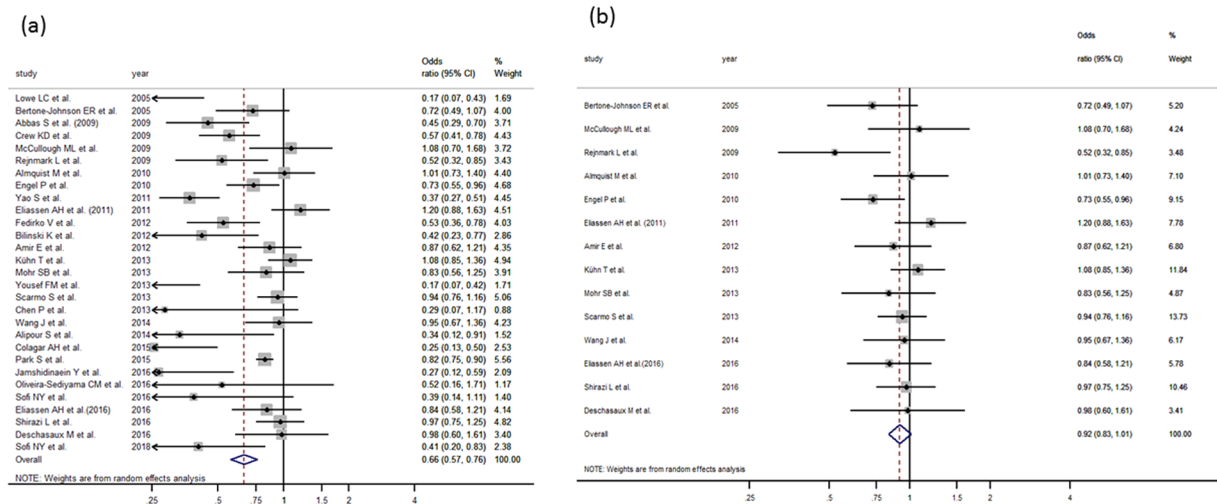 (a)
Odds %
study year ratio (95% CI) Weight
Lowe LC et al. 2005 0.17 (0.07, 0.43) 1.69
Bertone-Johnson ER et al. 2005 0.72 (0.49, 1.07) 4.00
Abbas S et al. (2009) 2009 0.45 (0.29, 0.70) 3.71
Crew KD et al. 2009 0.57 (0.41, 0.78) 4.43
McCullough ML et al. 2009 1.08 (0.70, 1.68) 3.72
Rejnmark L et al. 2009 0.52 (0.32, 0.85) 3.43
Almquist M et al. 2010 1.01 (0.73, 1.40) 4.40
Engel P et al. 2010 0.73 (0.55, 0.96) 4.68
Yao S et al. 2011 0.37 (0.27, 0.51) 4.45
Eliassen AH et al. (2011) 2011 1.20 (0.88, 1.63) 4.51
Fedirko V et al. 2012 0.53 (0.36, 0.78) 4.03
Bilinski K et al. 2012 0.42 (0.23, 0.77) 2.86
Amir E et al. 2012 0.87 (0.62, 1.21) 4.35
Kühn T et al. 2013 1.08 (0.85, 1.36) 4.94
Mohr SB et al. 2013 0.83 (0.56, 1.25) 3.91
Yousef FM et al. 2013 0.17 (0.07, 0.42) 1.71
Scarmo S et al. 2013 0.94 (0.76, 1.16) 5.06
Chen P et al. 2013 0.29 (0.07, 1.17) 0.88
Wang J et al. 2014 0.95 (0.67, 1.36) 4.23
Alipour S et al. 2014 0.34 (0.12, 0.91) 1.52
Colagar AH et al. 2015 0.25 (0.13, 0.50) 2.53
Park S et al. 2015 0.82 (0.75, 0.90) 5.56
Jamshidinaein Y et al. 2016 0.27 (0.12, 0.59) 2.09
Oliveira-Sediyama CM et al. 2016 0.52 (0.16, 1.71) 1.17
Sofi NY et al. 2016 0.39 (0.14, 1.11) 1.40
Eliassen AH et al.(2016) 2016 0.84 (0.58, 1.21) 4.14
Shirazi L et al. 2016 0.97 (0.75, 1.25) 4.82
Deschasaux M et al. 2016 0.98 (0.60, 1.61) 3.40
Sofi NY et al. 2018 0.41 (0.20, 0.83) 2.38
Overall 0.66 (0.57, 0.76) 100.00
NOTE: Weights are from random effects analysis
.25 .5 .75 1 1.5 2 4
(b)
Odds %
study year ratio (95% CI) Weight
Bertone-Johnson ER et al. 2005 0.72 (0.49, 1.07) 5.20
McCullough ML et al. 2009 1.08 (0.70, 1.68) 4.24
Rejnmark L et al. 2009 0.52 (0.32, 0.85) 3.48
Almquist M et al. 2010 1.01 (0.73, 1.40) 7.10
Engel P et al. 2010 0.73 (0.55, 0.96) 9.15
Eliassen AH et al. (2011) 2011 1.20 (0.88, 1.63) 7.78
Amir E et al. 2012 0.87 (0.62, 1.21) 6.80
Kühn T et al. 2013 1.08 (0.85, 1.36) 11.84
Mohr SB et al. 2013 0.83 (0.56, 1.25) 4.87
Scarmo S et al. 2013 0.94 (0.76, 1.16) 13.73
Wang J et al. 2014 0.95 (0.67, 1.36) 6.17
Eliassen AH et al.(2016) 2016 0.84 (0.58, 1.21) 5.78
Shirazi L et al. 2016 0.97 (0.75, 1.25) 10.46
Deschasaux M et al. 2016 0.98 (0.60, 1.61) 3.41
Overall 0.92 (0.83, 1.01) 100.00
NOTE: Weights are from random effects analysis
.25 .5 .75 1 1.5 2 4